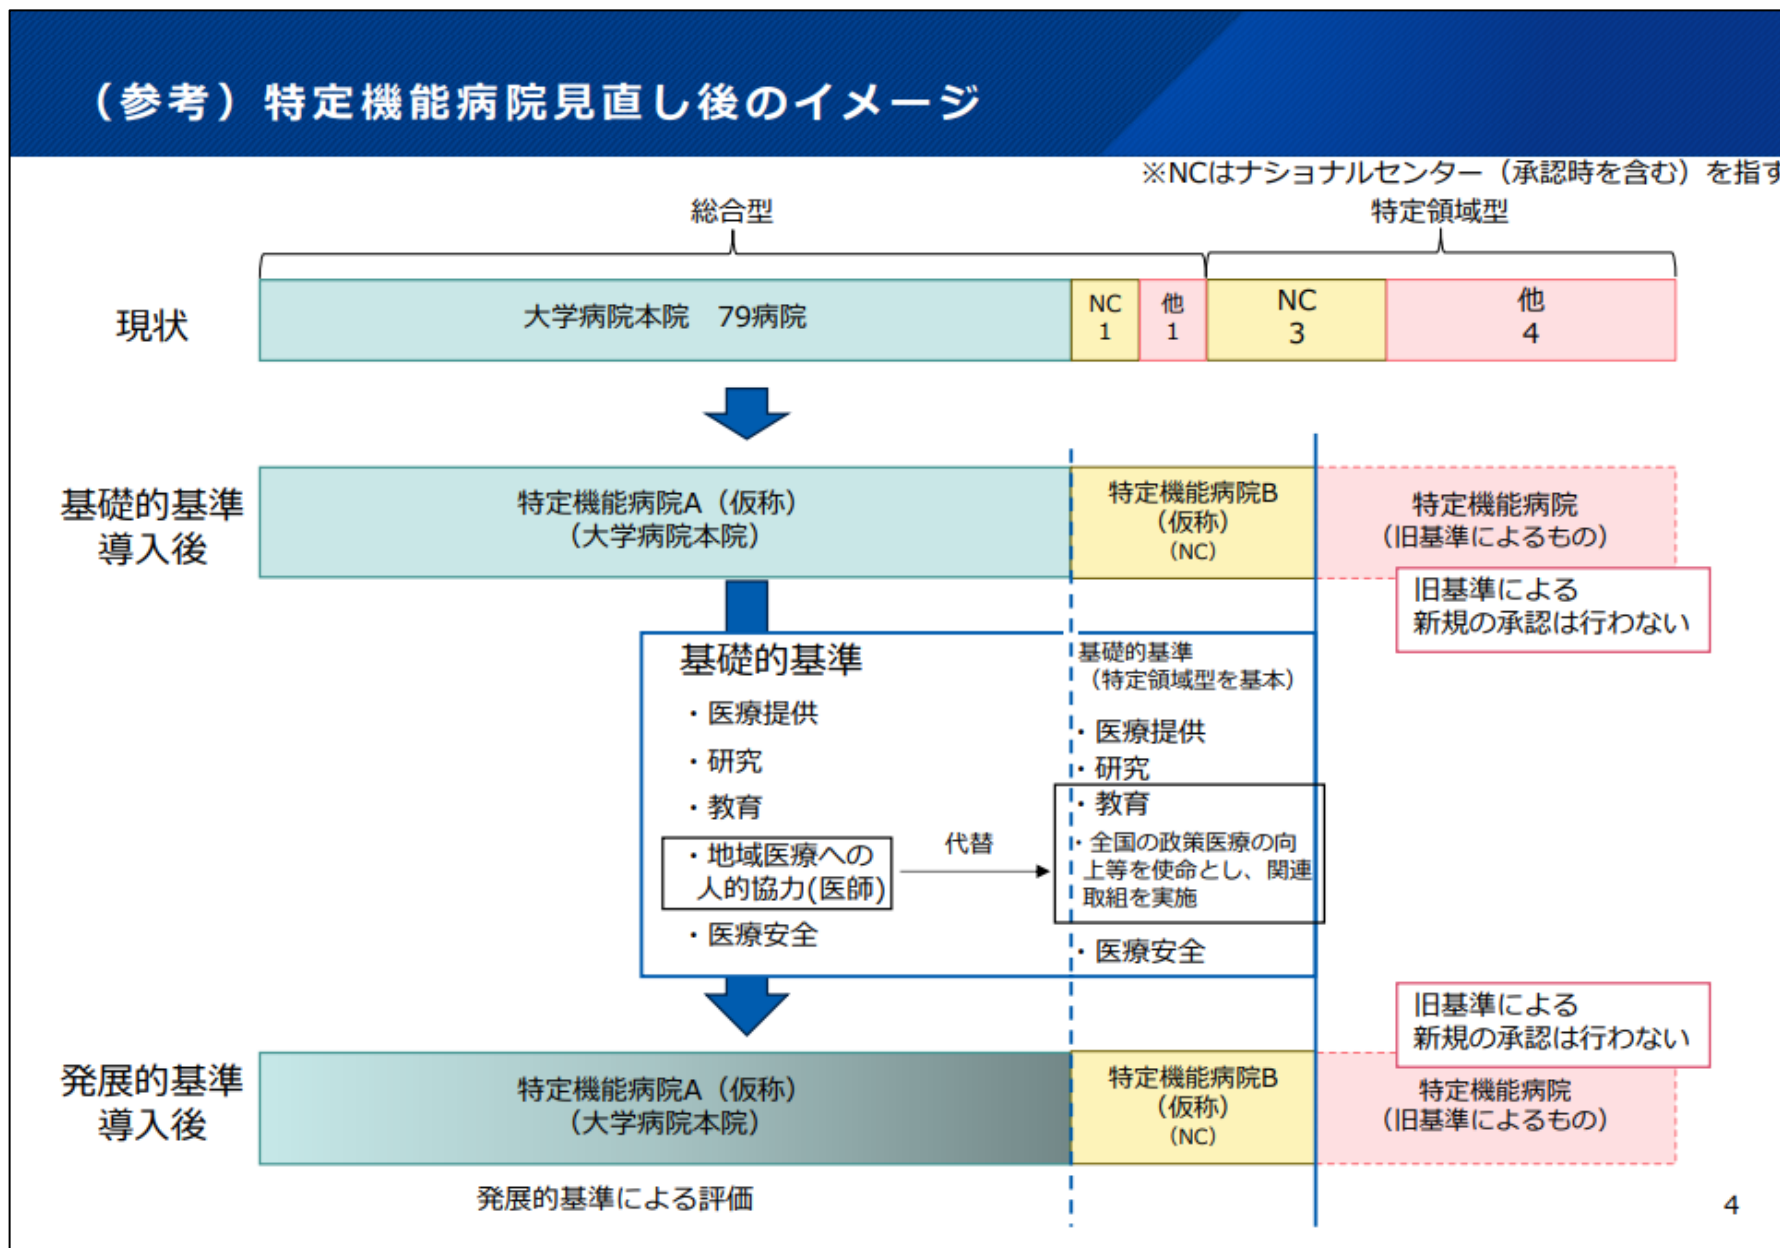 （参考）特定機能病院見直し後のイメージ
※NCはナショナルセンター（承認時を含む）を指す
総合型
特定領域型
現状
大学病院本院　79病院
NC
1
他
1
NC
3
他
4
基礎的基準
導入後
特定機能病院A（仮称）
（大学病院本院）
特定機能病院B
（仮称）
（NC）
特定機能病院
（旧基準によるもの）
旧基準による
新規の承認は行わない
基礎的基準
・医療提供
・研究
・教育
・地域医療への
人的協力(医師)
・医療安全
代替
基礎的基準
（特定領域型を基本）
・医療提供
・研究
・教育
・全国の政策医療の向
上等を使命とし、関連
取組を実施
・医療安全
旧基準による
新規の承認は行わない
発展的基準
導入後
特定機能病院A（仮称）
（大学病院本院）
特定機能病院B
（仮称）
（NC）
特定機能病院
（旧基準によるもの）
発展的基準による評価
4